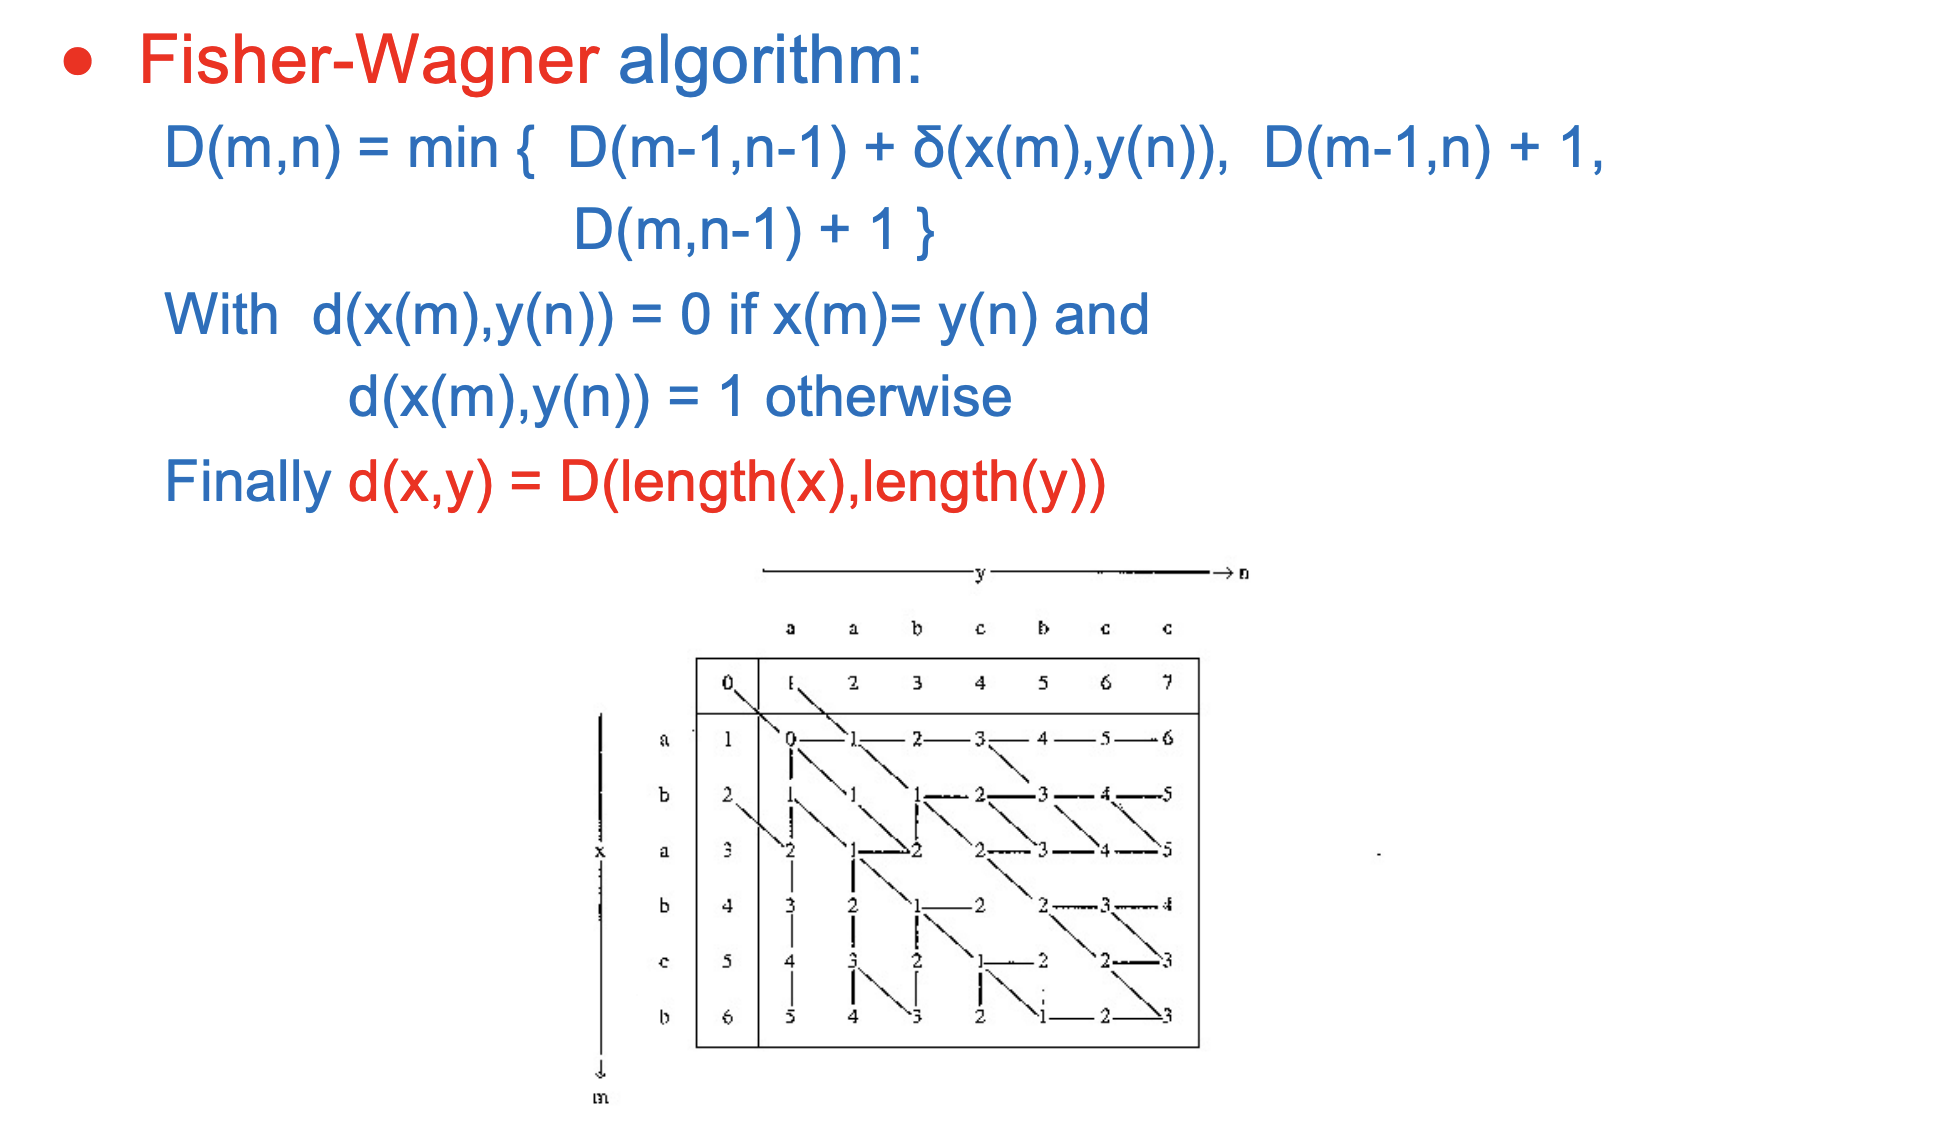 • Fisher-Wagner algorithm:
D(m,n) = min { D(m-1,n-1) + δ(x(m),y(n)), D(m-1,n) + 1,
D(m,n-1) + 1 }
With d(x(m),y(n)) = 0 if x(m)= y(n) and
d(x(m),y(n)) = 1 otherwise
Finally d(x,y) = D(length(x),length(y))
y → n
a a b c b c c
0 1 2 3 4 5 6 7
a 1 0 1 2 3 4 5 6
b 2 1 1 1 2 3 4 5
x a 3 2 1 2 2 3 4 5
b 4 3 2 1 2 2 3 4
c 5 4 3 2 1 2 2 3
b 6 5 4 3 2 1 2 3
m